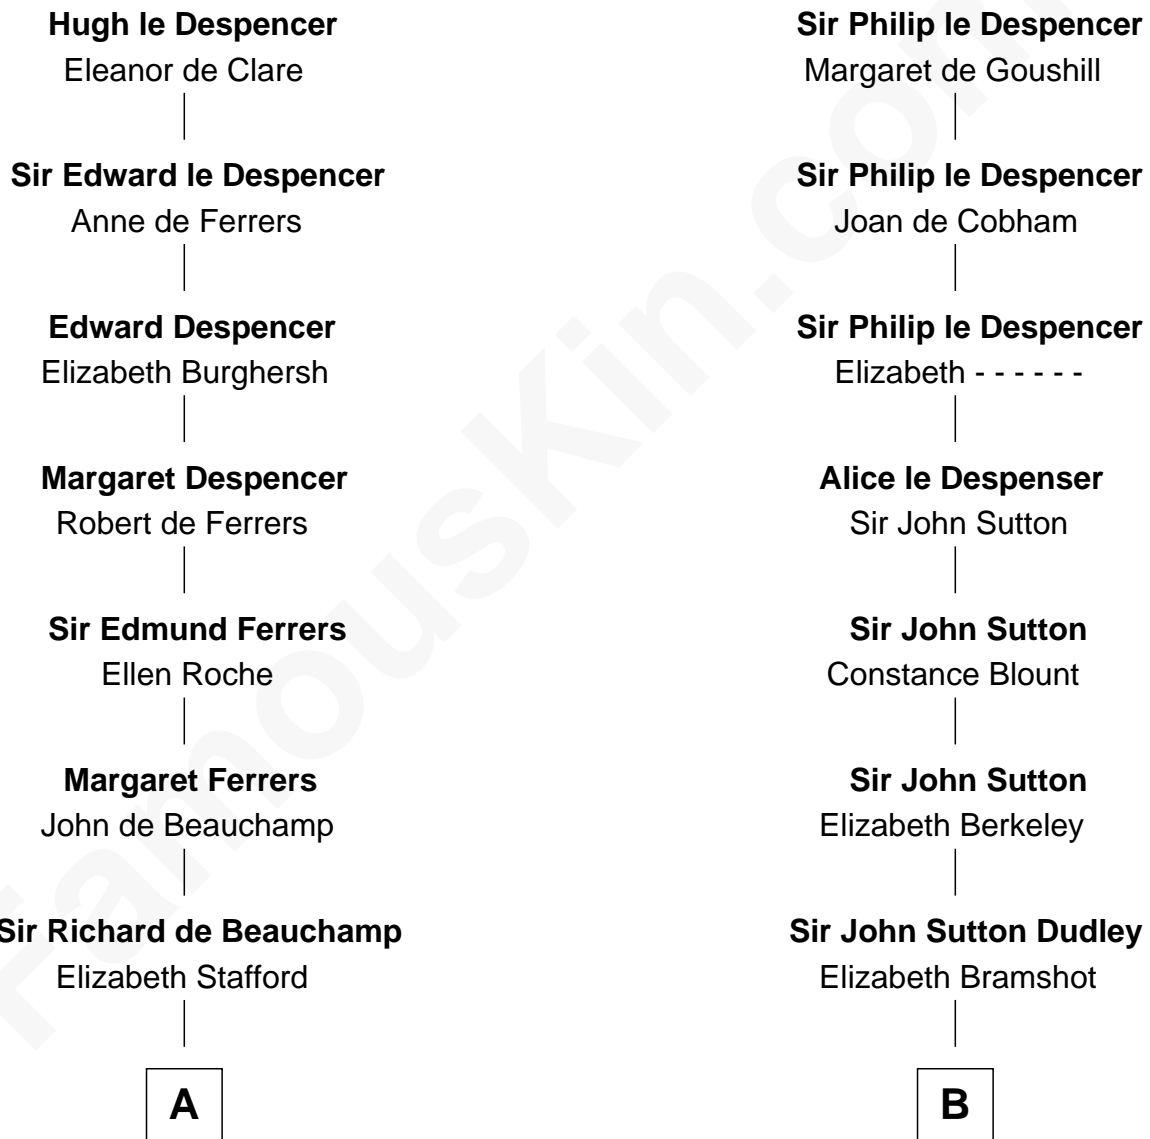 Hugh le Despencer
Eleanor de Clare
Sir Edward le Despencer
Anne de Ferrers
Edward Despencer
Elizabeth Burghersh
Margaret Despencer
Robert de Ferrers
Sir Edmund Ferrers
Ellen Roche
Margaret Ferrers
John de Beauchamp
Sir Richard de Beauchamp
Elizabeth Stafford
A
Sir Philip le Despencer
Margaret de Goushill
Sir Philip le Despencer
Joan de Cobham
Sir Philip le Despencer
Elizabeth - - - - - -
Alice le Despenser
Sir John Sutton
Sir John Sutton
Constance Blount
Sir John Sutton
Elizabeth Berkeley
Sir John Sutton Dudley
Elizabeth Bramshot
B
FamousKin.com